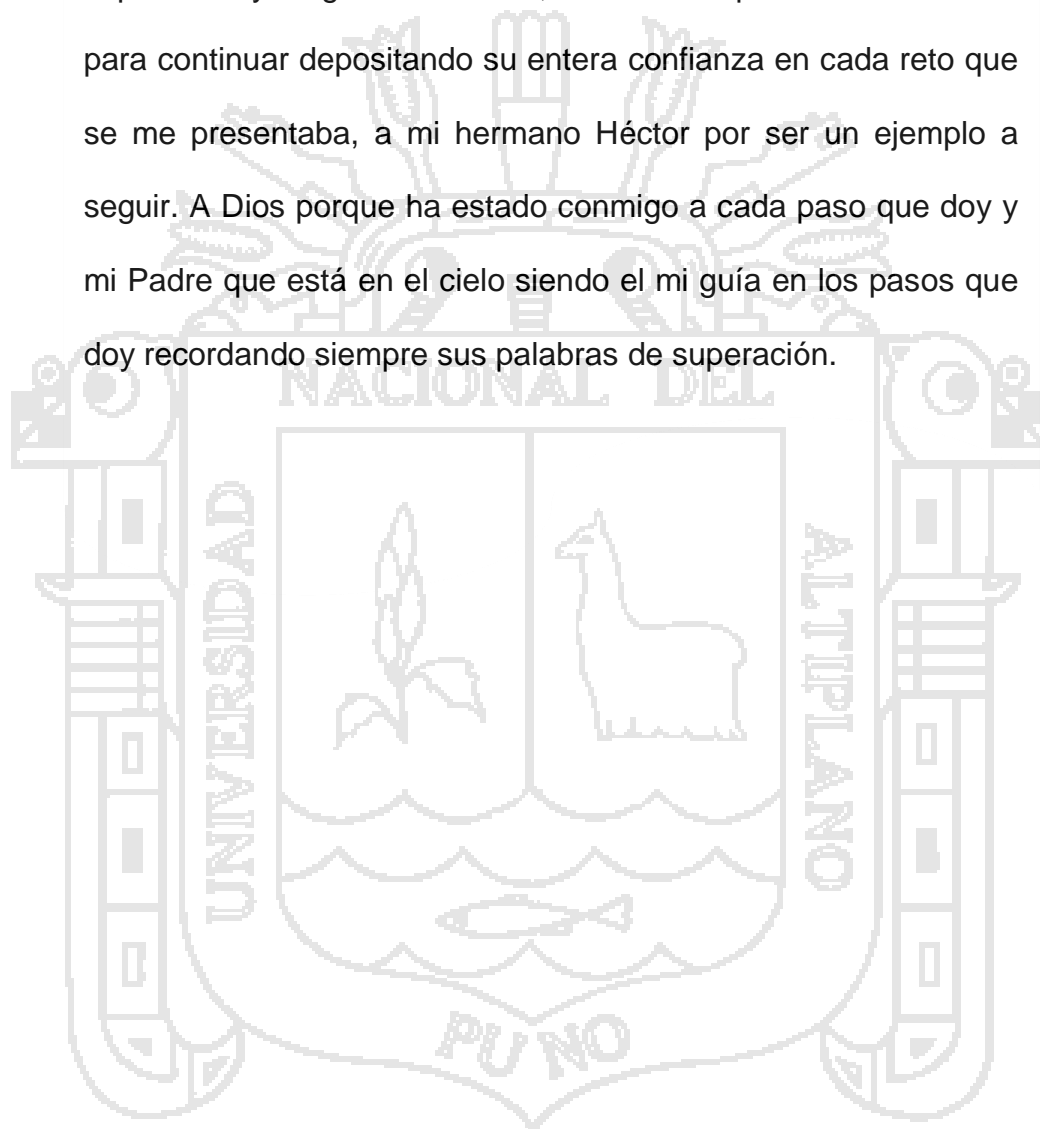 para continuar depositando su entera confianza en cada reto que
se me presentaba, a mi hermano Héctor por ser un ejemplo a
seguir. A Dios porque ha estado conmigo a cada paso que doy y
mi Padre que está en el cielo siendo el mi guía en los pasos que
doy recordando siempre sus palabras de superación.
NACIONAL DEL
UNIVERSIDAD
ALTIPLANO
PUNO